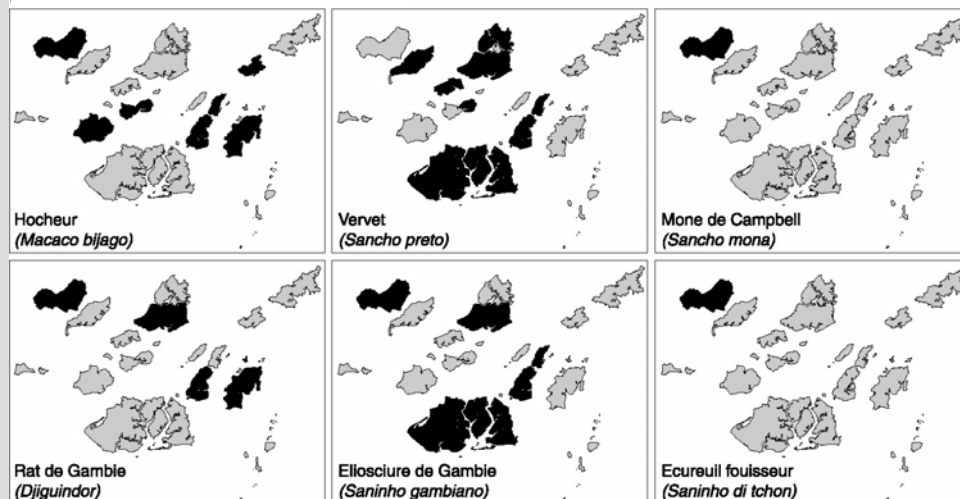 Hocheur
(Macaco bijago)
Vervet
(Sancho preto)
Mone de Campbell
(Sancho mona)
Rat de Gambie
(Djiguindor)
Eliosciure de Gambie
(Saninho gambiano)
Ecureuil fouisseur
(Saninho di tchon)